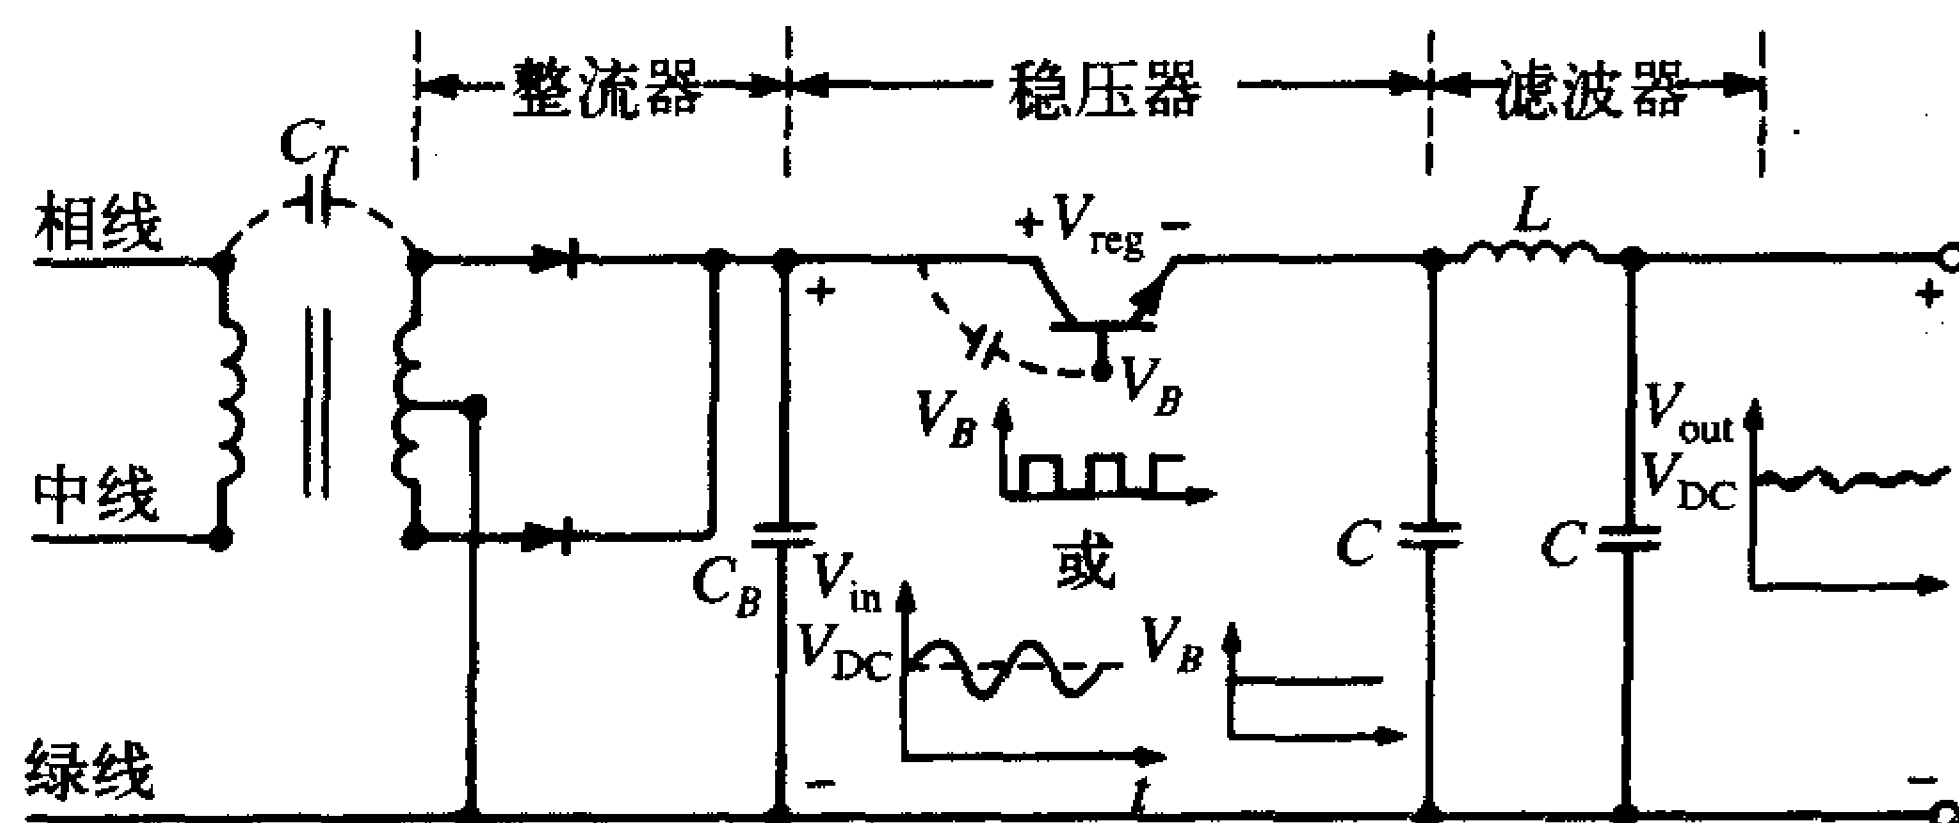 整流器
稳压器
滤波器
C_T
相线
+ V_reg -
L
+
+
V_B
V_B
V_out
V_DC
中线
C_B
V_in
或
C
C
V_DC
V_B
绿线
-
t
-